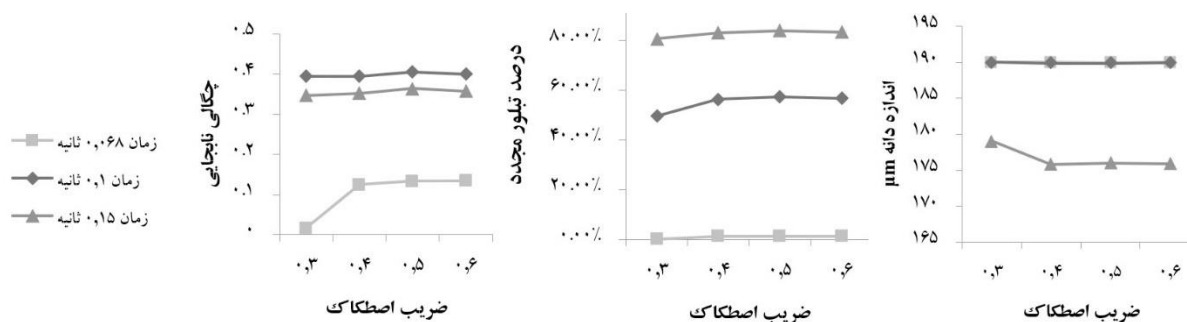 زمان ۰,۰۶۸ ثانیه
زمان ۰,۱ ثانیه
زمان ۰,۱۵ ثانیه
چگالی نابجایی
۰.۵
۰.۴
۰.۳
۰.۲
۰.۱
۰
۰,۳ ۰,۴ ۰,۵ ۰,۶
ضریب اصطکاک
درصد تبلور مجدد
۸۰.۰۰٪
۶۰.۰۰٪
۴۰.۰۰٪
۲۰.۰۰٪
۰.۰۰٪
۰,۳ ۰,۴ ۰,۵ ۰,۶
ضریب اصطکاک
اندازه دانه µm
۱۹۵
۱۹۰
۱۸۵
۱۸۰
۱۷۵
۱۷۰
۱۶۵
۰,۳ ۰,۴ ۰,۵ ۰,۶
ضریب اصطکاک